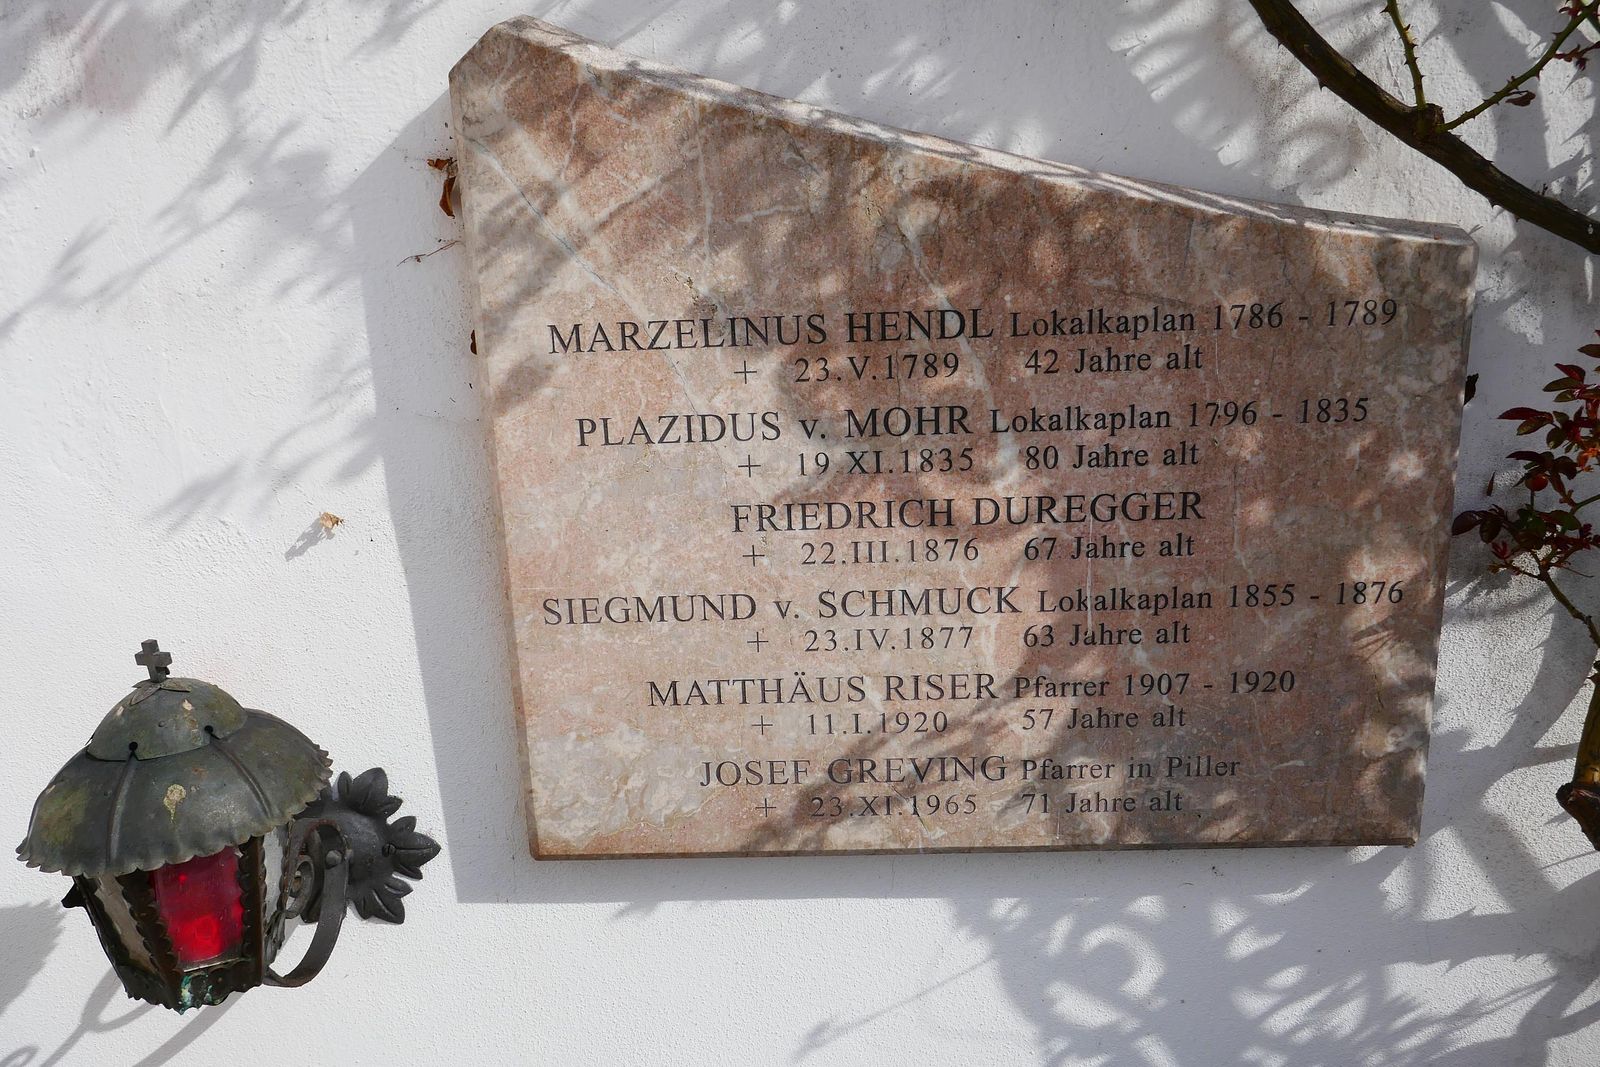 MARZELINUS HENDL Lokalkaplan 1786 - 1789
+ 23.V.1789 42 Jahre alt
PLAZIDUS v. MOHR Lokalkaplan 1796 - 1835
+ 19 XI.1835 80 Jahre alt
FRIEDRICH DUREGGER
+ 22.III.1876 67 Jahre alt
SIEGMUND v. SCHMUCK Lokalkaplan 1855 - 1876
+ 23.IV.1877 63 Jahre alt
MATTHÄUS RISER Pfarrer 1907 - 1920
+ 11.I.1920 57 Jahre alt
JOSEF GREVING Pfarrer in Piller
+ 23.XI.1965 71 Jahre alt